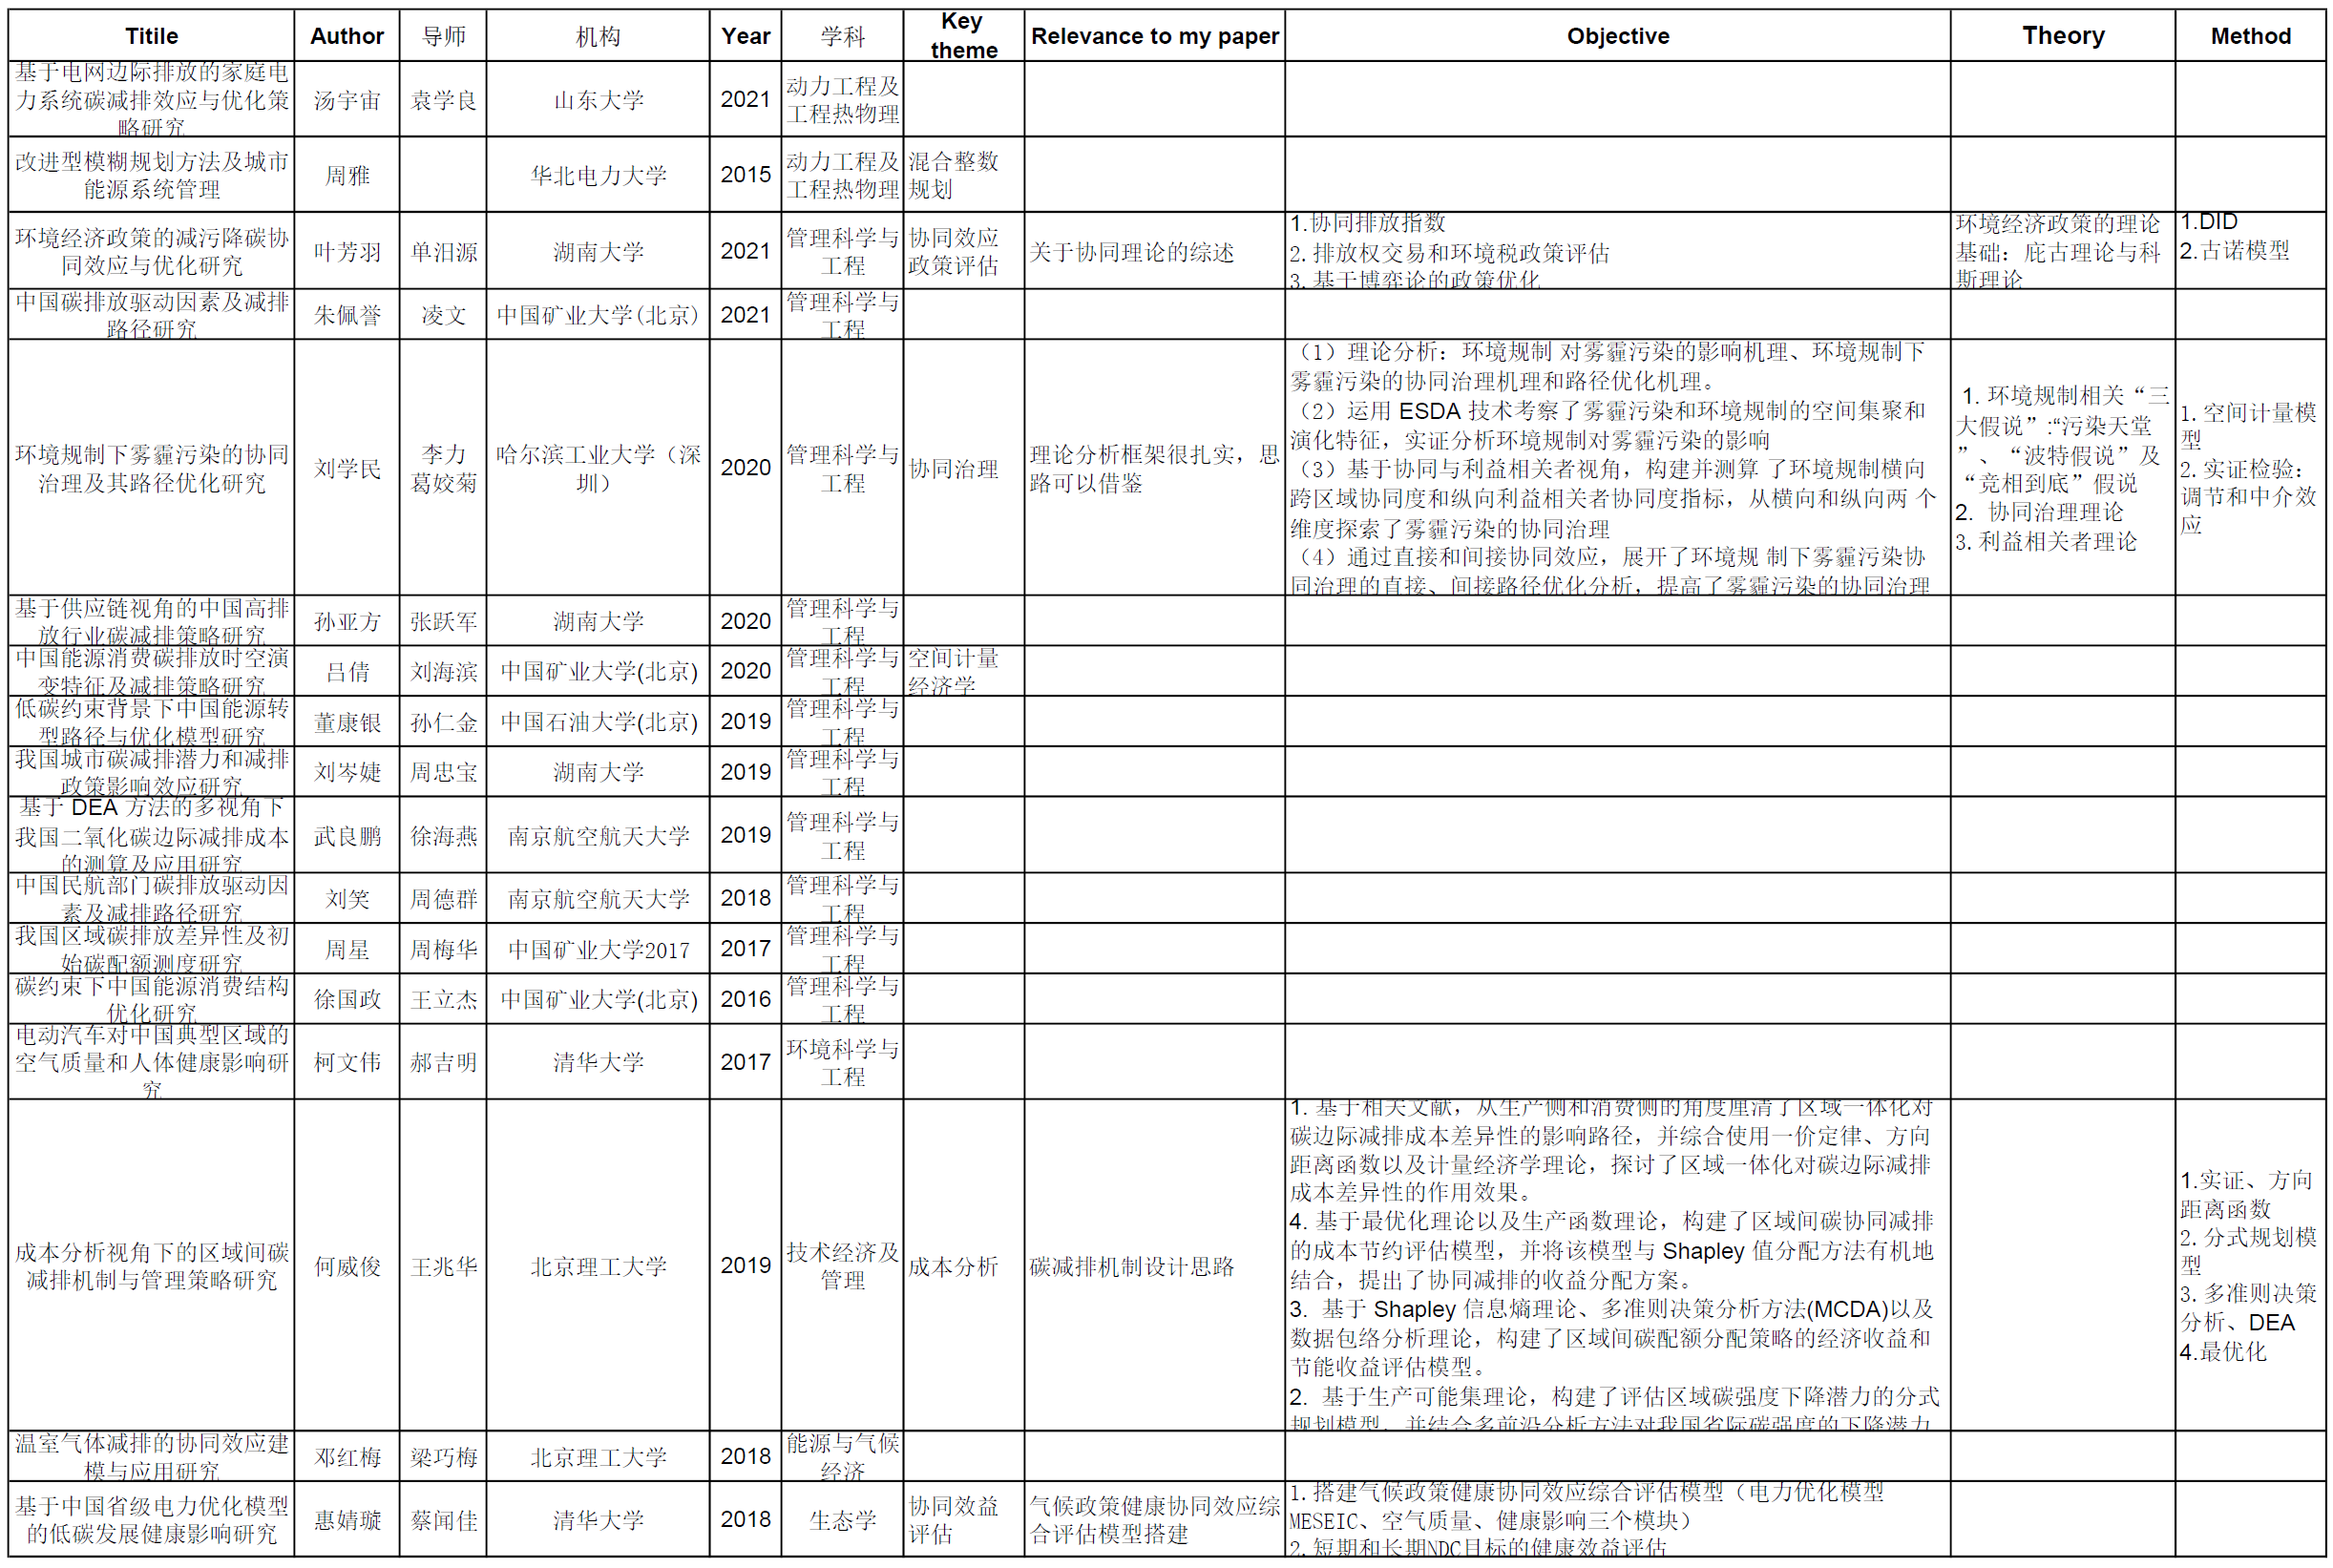 Titile Author 导师 机构 Year 学科 Key theme Relevance to my paper Objective Theory Method
基于电网边际排放的家庭电
力系统碳减排效应与优化策
略研究
汤宇宙
袁学良
山东大学
2021
动力工程及
工程热物理
改进型模糊规划方法及城市
能源系统管理
周雅
华北电力大学
2015
动力工程及
工程热物理
混合整数
规划
环境经济政策的减污降碳协
同效应与优化研究
叶芳羽
单汨源
湖南大学
2021
管理科学与
工程
协同效应
政策评估
关于协同理论的综述
1.协同排放指数
2. 排放权交易和环境税政策评估
3. 基于博弈论的政策优化
环境经济政策的理论
基础：庇古理论与科
斯理论
1.DID
2.古诺模型
中国碳排放驱动因素及减排
路径研究
朱佩誉
凌文
中国矿业大学(北京)
2021
管理科学与
工程
环境规制下雾霾污染的协同
治理及其路径优化研究
刘学民
李力
葛姣菊
哈尔滨工业大学（深
圳）
2020
管理科学与
工程
协同治理
理论分析框架很扎实，思
路可以借鉴
（1）理论分析：环境规制 对雾霾污染的影响机理、环境规制下
雾霾污染的协同治理机理和路径优化机理。
（2）运用 ESDA 技术考察了雾霾污染和环境规制的空间集聚和
演化特征，实证分析环境规制对雾霾污染的影响
（3）基于协同与利益相关者视角，构建并测算 了环境规制横向
跨区域协同度和纵向利益相关者协同度指标，从横向和纵向两 个
维度探索了雾霾污染的协同治理
（4）通过直接和间接协同效应，展开了环境规 制下雾霾污染协
同治理的直接、间接路径优化分析，提高了雾霾污染的协同治理
1. 环境规制相关“三
大假说”:“污染天堂
”、“波特假说”及
“竞相到底”假说
2. 协同治理理论
3. 利益相关者理论
1. 空间计量模
型
2. 实证检验：
调节和中介效
应
基于供应链视角的中国高排
放行业碳减排策略研究
孙亚方
张跃军
湖南大学
2020
管理科学与
工程
中国能源消费碳排放时空演
变特征及减排策略研究
吕倩
刘海滨
中国矿业大学(北京)
2020
管理科学与
工程
空间计量
经济学
低碳约束背景下中国能源转
型路径与优化模型研究
董康银
孙仁金
中国石油大学(北京)
2019
管理科学与
工程
我国城市碳减排潜力和减排
政策影响效应研究
刘岑婕
周忠宝
湖南大学
2019
管理科学与
工程
基于 DEA 方法的多视角下
我国二氧化碳边际减排成本
的测算及应用研究
武良鹏
徐海燕
南京航空航天大学
2019
管理科学与
工程
中国民航部门碳排放驱动因
素及减排路径研究
刘笑
周德群
南京航空航天大学
2018
管理科学与
工程
我国区域碳排放差异性及初
始碳配额测度研究
周星
周梅华
中国矿业大学2017
2017
管理科学与
工程
碳约束下中国能源消费结构
优化研究
徐国政
王立杰
中国矿业大学(北京)
2016
管理科学与
工程
电动汽车对中国典型区域的
空气质量和人体健康影响研
究
柯文伟
郝吉明
清华大学
2017
环境科学与
工程
成本分析视角下的区域间碳
减排机制与管理策略研究
何威俊
王兆华
北京理工大学
2019
技术经济及
管理
成本分析
碳减排机制设计思路
1. 基于相关文献，从生产侧和消费侧的角度厘清了区域一体化对
碳边际减排成本差异性的影响路径，并综合使用一价定律、方向
距离函数以及计量经济学理论，探讨了区域一体化对碳边际减排
成本差异性的作用效果。
4. 基于最优化理论以及生产函数理论，构建了区域间碳协同减排
的成本节约评估模型，并将该模型与 Shapley 值分配方法有机地
结合，提出了协同减排的收益分配方案。
3. 基于 Shapley 信息熵理论、多准则决策分析方法(MCDA)以及
数据包络分析理论，构建了区域间碳配额分配策略的经济收益和
节能收益评估模型。
2. 基于生产可能集理论，构建了评估区域碳强度下降潜力的分式
规划模型，并结合多前沿分析方法对我国省际碳强度的下降潜力
1.实证、方向
距离函数
2. 分式规划模
型
3. 多准则决策
分析、DEA
4.最优化
温室气体减排的协同效应建
模与应用研究
邓红梅
梁巧梅
北京理工大学
2018
能源与气候
经济
基于中国省级电力优化模型
的低碳发展健康影响研究
惠婧璇
蔡闻佳
清华大学
2018
生态学
协同效益
评估
气候政策健康协同效应综
合评估模型搭建
1. 搭建气候政策健康协同效应综合评估模型（电力优化模型
MESEIC、空气质量、健康影响三个模块）
2. 短期和长期NDC目标的健康效益评估